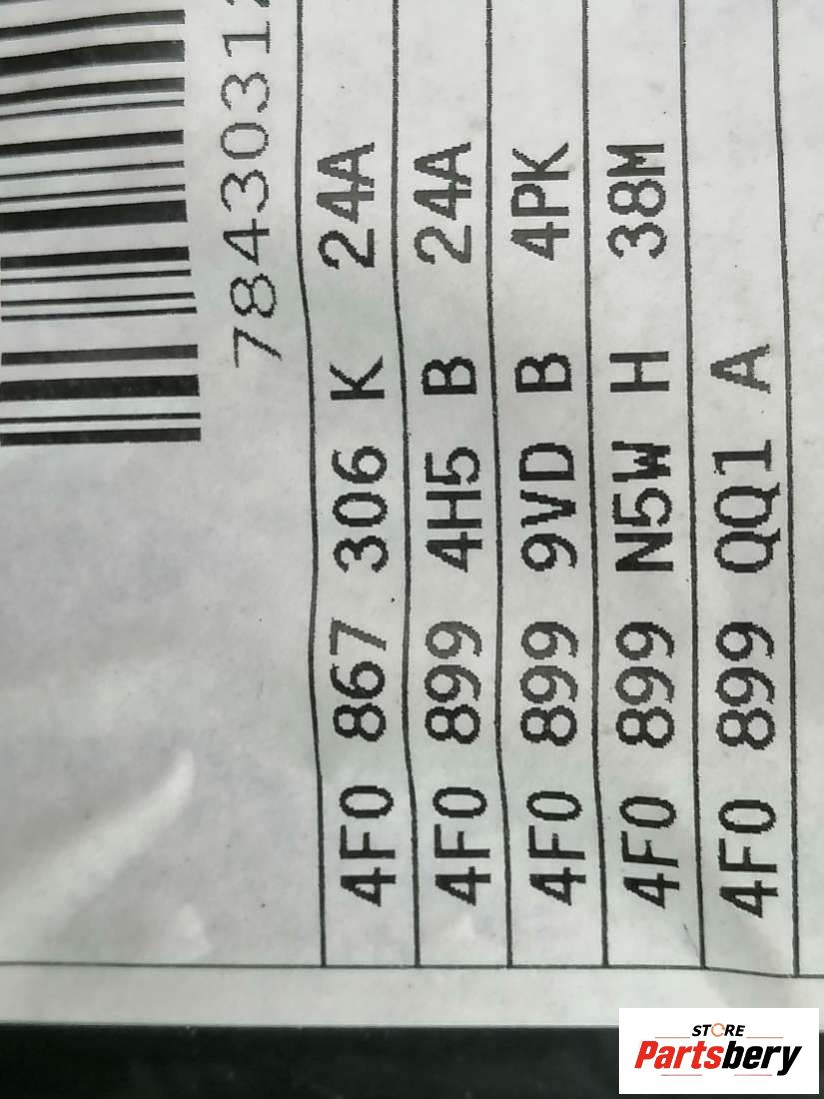 7843031
4F0 867 306 K 24A
4F0 899 4H5 B 24A
4F0 899 9VD B 4PK
4F0 899 N5W H 38M
4F0 899 QQ1 A
STORE
Partsbery